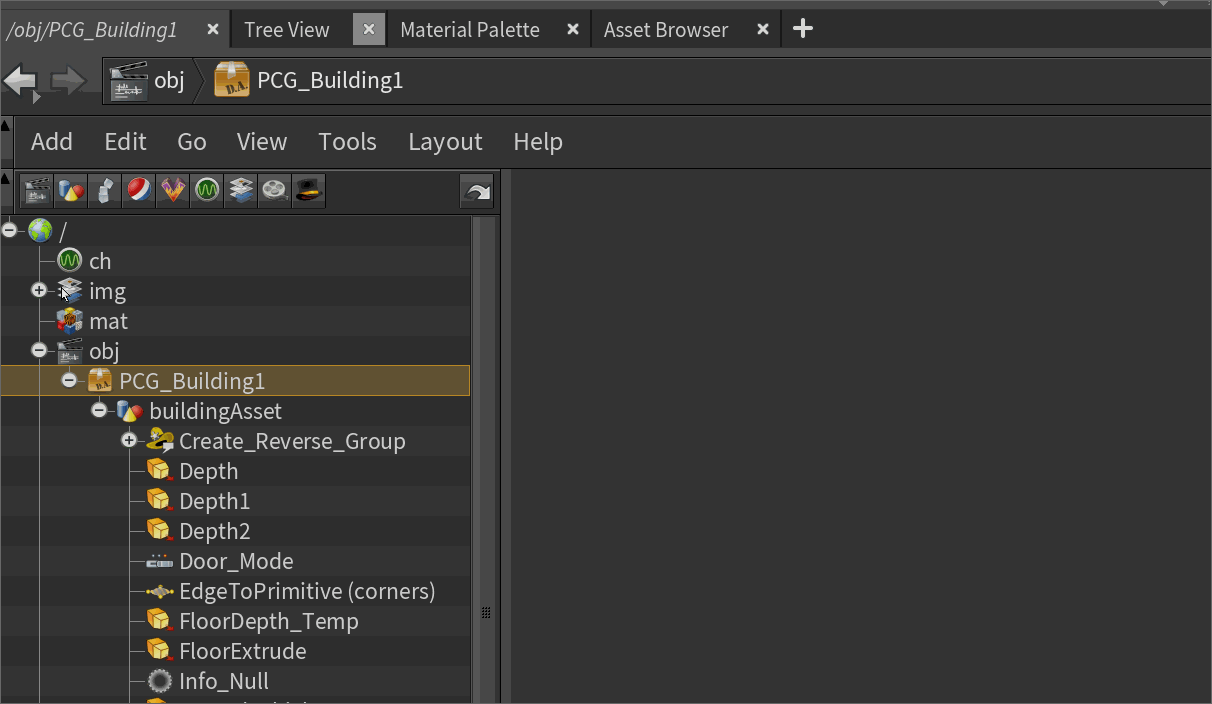 /obj/PCG_Building1 Tree View Material Palette Asset Browser
obj PCG_Building1
Add Edit Go View Tools Layout Help
/
ch
img
mat
obj
PCG_Building1
buildingAsset
Create_Reverse_Group
Depth
Depth1
Depth2
Door_Mode
EdgeToPrimitive (corners)
FloorDepth_Temp
FloorExtrude
Info_Null